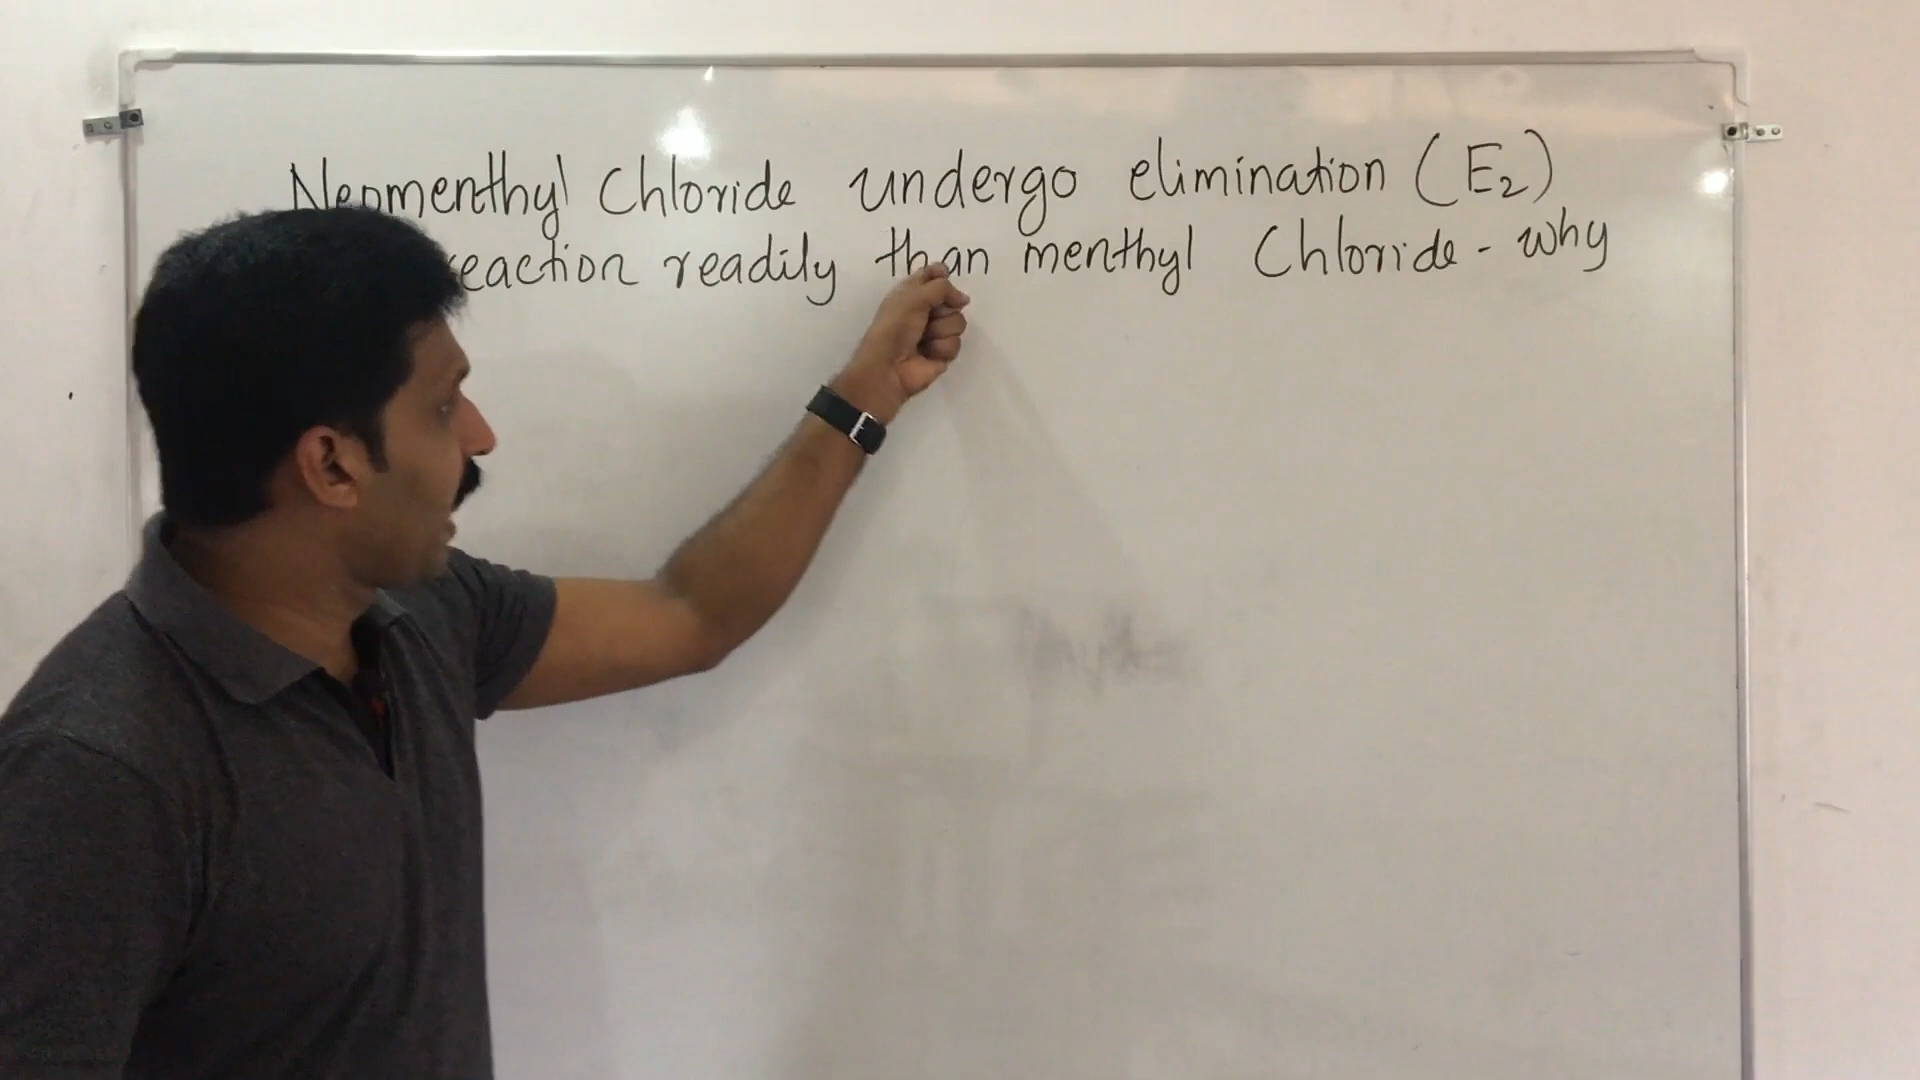 Neomenthyl Chloride undergo elimination (E2)
reaction readily than menthyl Chloride - why